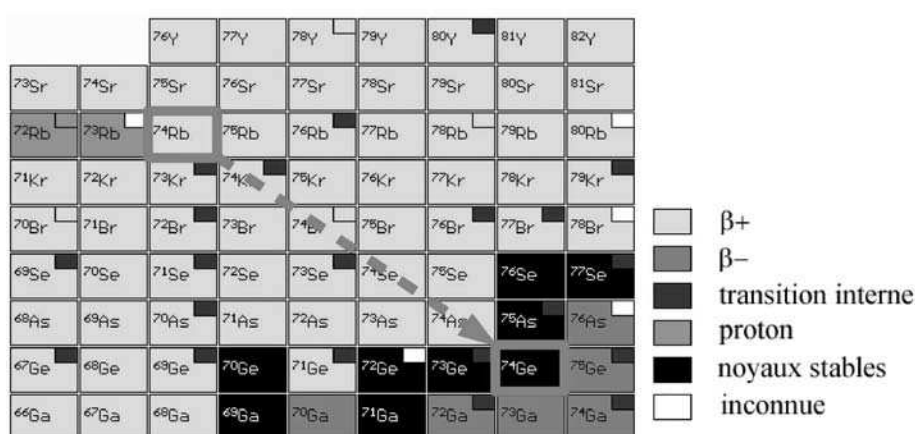 76Y 77Y 78Y 79Y 80Y 81Y 82Y
73Sr 74Sr 75Sr 76Sr 77Sr 78Sr 79Sr 80Sr 81Sr
72Rb 73Rb 74Rb 75Rb 76Rb 77Rb 78Rb 79Rb 80Rb
71Kr 72Kr 73Kr 74Kr 75Kr 76Kr 77Kr 78Kr 79Kr
70Br 71Br 72Br 73Br 74Br 75Br 76Br 77Br 78Br
69Se 70Se 71Se 72Se 73Se 74Se 75Se 76Se 77Se
68As 69As 70As 71As 72As 73As 74As 75As 76As
67Ge 68Ge 69Ge 70Ge 71Ge 72Ge 73Ge 74Ge 75Ge
66Ga 67Ga 68Ga 69Ga 70Ga 71Ga 72Ga 73Ga 74Ga
β+
β−
transition interne
proton
noyaux stables
inconnue